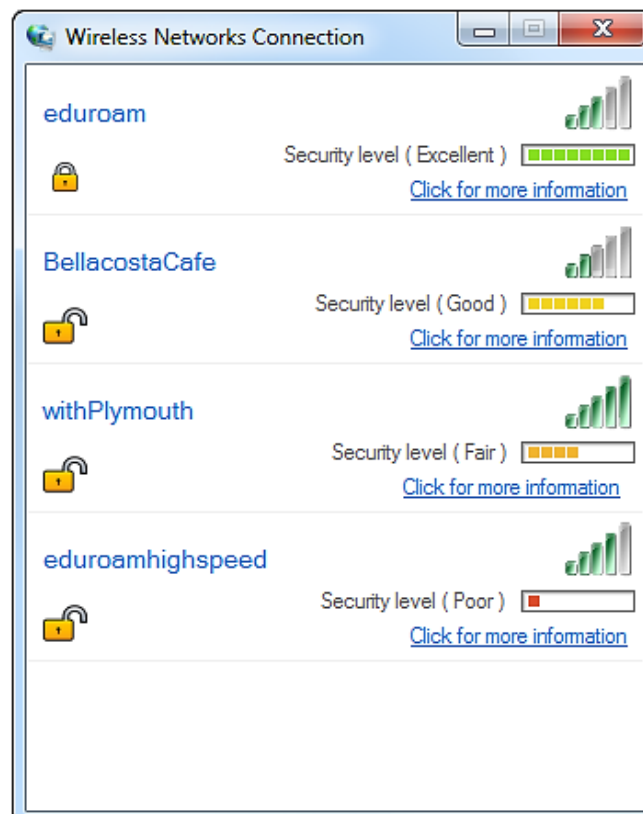 Wireless Networks Connection
eduroam
Security level ( Excellent )
Click for more information
BellacostaCafe
Security level ( Good )
Click for more information
withPlymouth
Security level ( Fair )
Click for more information
eduroamhighspeed
Security level ( Poor )
Click for more information